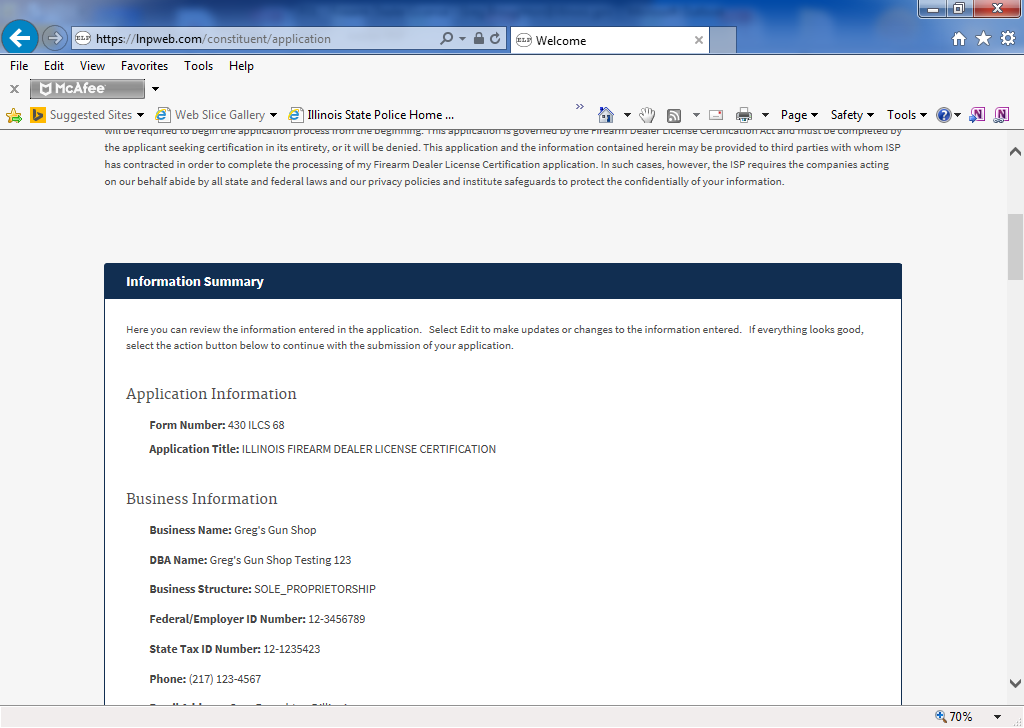 https://lnpweb.com/constituent/application
Welcome
File Edit View Favorites Tools Help
x McAfee
Suggested Sites Web Slice Gallery Illinois State Police Home ... » Page Safety Tools
will be required to begin the application process from the beginning. This application is governed by the Firearm Dealer License Certification Act and must be completed by
the applicant seeking certification in its entirety, or it will be denied. This application and the information contained herein may be provided to third parties with whom ISP
has contracted in order to complete the processing of my Firearm Dealer License Certification application. In such cases, however, the ISP requires the companies acting
on our behalf abide by all state and federal laws and our privacy policies and institute safeguards to protect the confidentially of your information.
Information Summary
Here you can review the information entered in the application. Select Edit to make updates or changes to the information entered. If everything looks good,
select the action button below to continue with the submission of your application.
Application Information
Form Number: 430 ILCS 68
Application Title: ILLINOIS FIREARM DEALER LICENSE CERTIFICATION
Business Information
Business Name: Greg's Gun Shop
DBA Name: Greg's Gun Shop Testing 123
Business Structure: SOLE_PROPRIETORSHIP
Federal/Employer ID Number: 12-3456789
State Tax ID Number: 12-1235423
Phone: (217) 123-4567
70%